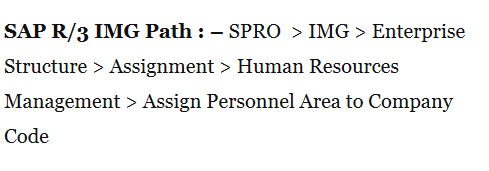 SAP R/3 IMG Path : – SPRO  > IMG > Enterprise
Structure > Assignment > Human Resources
Management > Assign Personnel Area to Company
Code